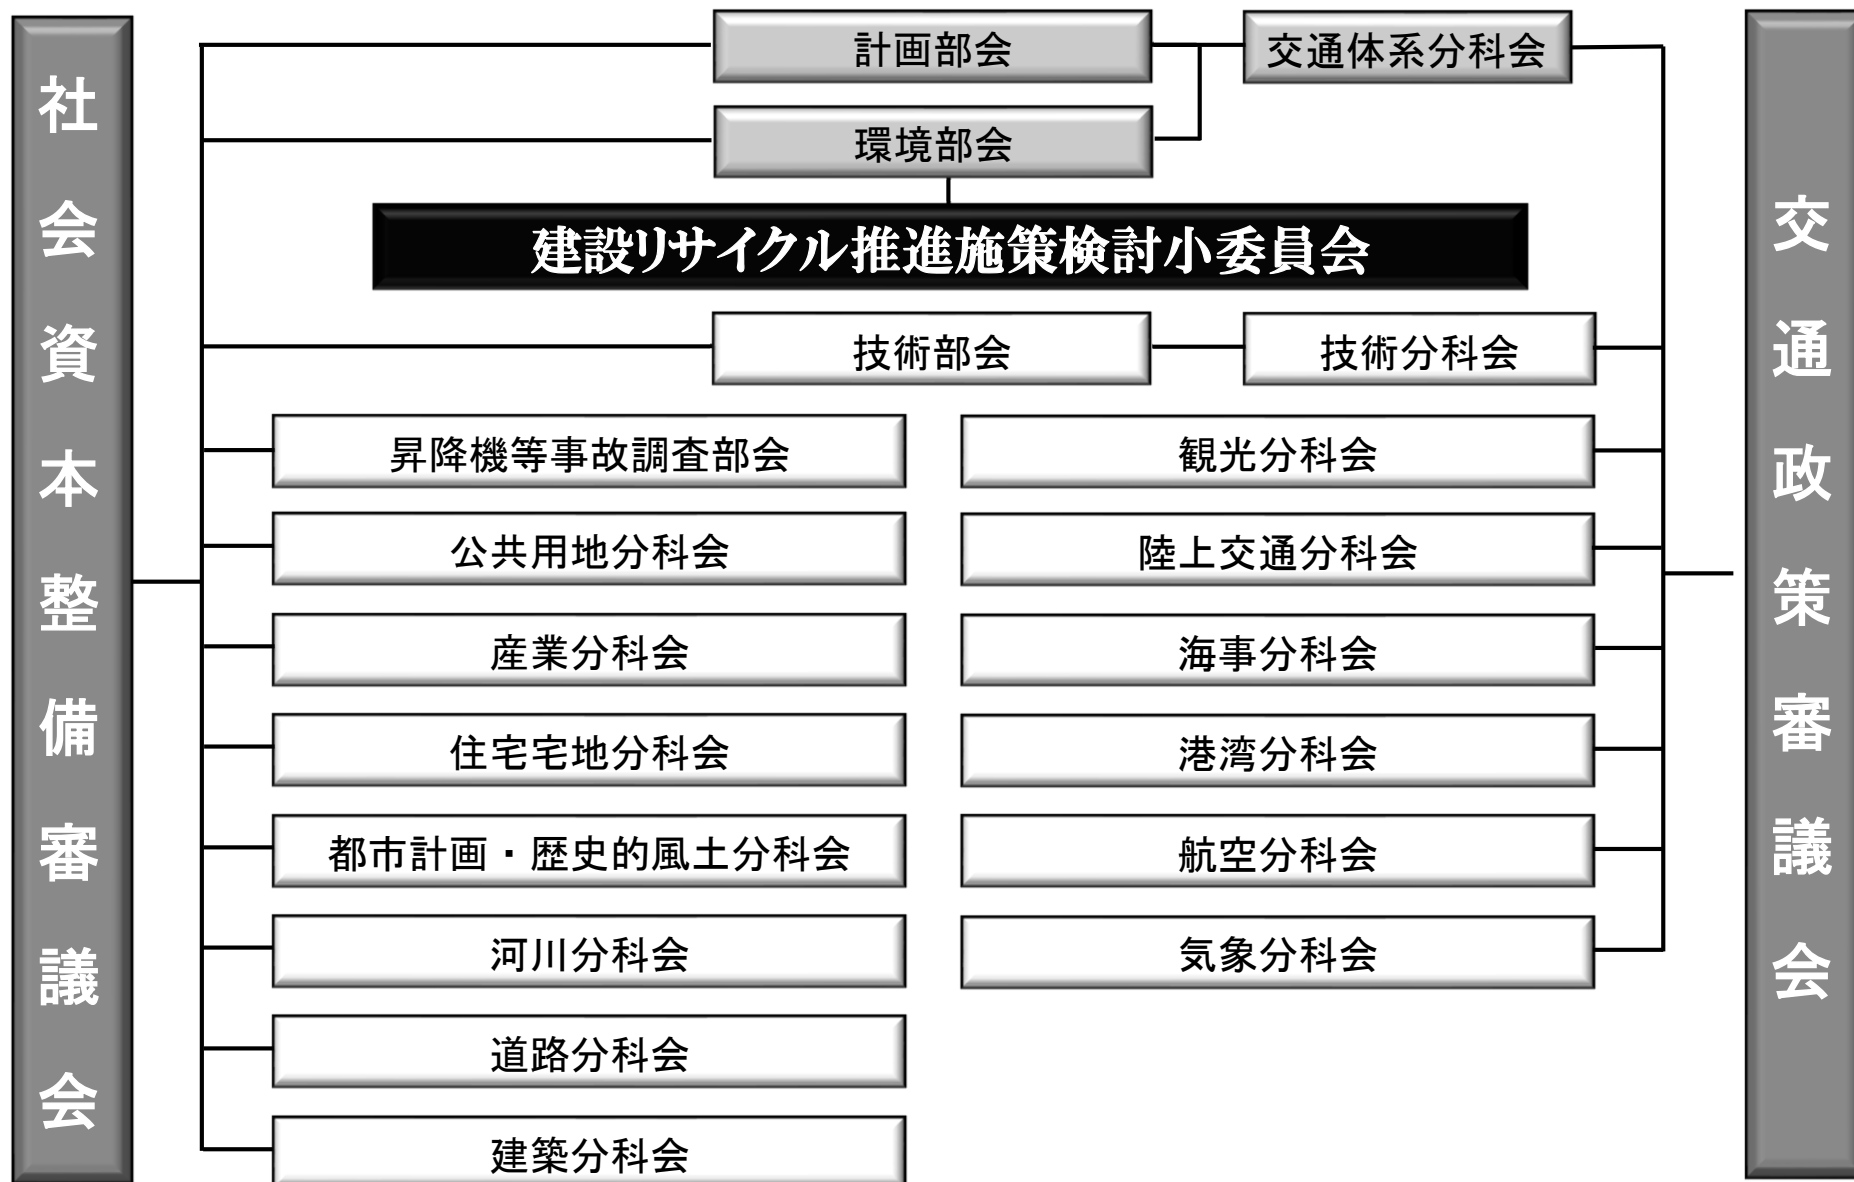 社会資本整備審議会
計画部会
交通体系分科会
環境部会
建設リサイクル推進施策検討小委員会
技術部会
技術分科会
昇降機等事故調査部会
観光分科会
公共用地分科会
陸上交通分科会
産業分科会
海事分科会
住宅宅地分科会
港湾分科会
都市計画・歴史的風土分科会
航空分科会
河川分科会
気象分科会
道路分科会
建築分科会
交通政策審議会